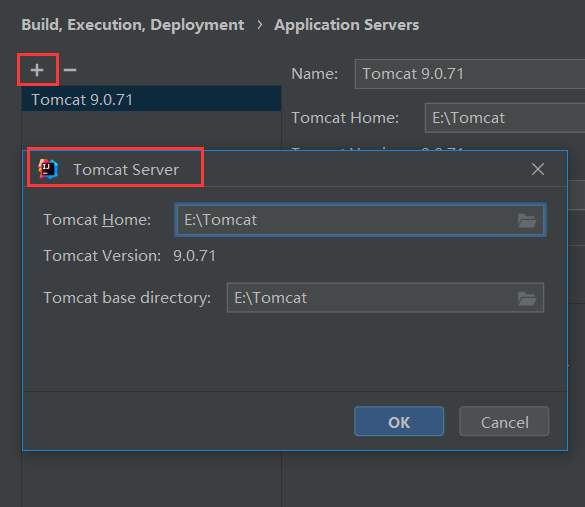 Build, Execution, Deployment › Application Servers
+ −
Name: Tomcat 9.0.71
Tomcat 9.0.71
Tomcat Home: E:\Tomcat
Tomcat Server
Tomcat Home: E:\Tomcat
Tomcat Version: 9.0.71
Tomcat base directory: E:\Tomcat
OK Cancel